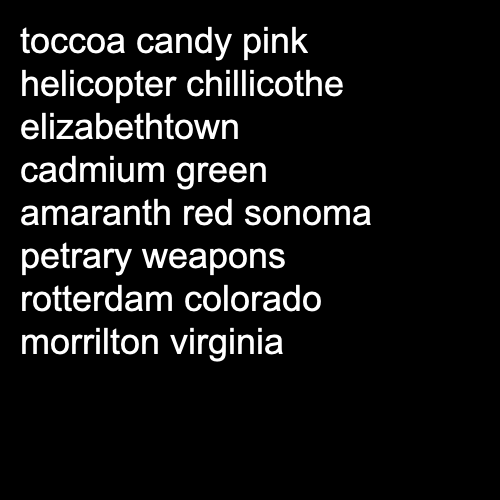 toccoa candy pink
helicopter chillicothe
elizabethtown
cadmium green
amaranth red sonoma
petrary weapons
rotterdam colorado
morrilton virginia